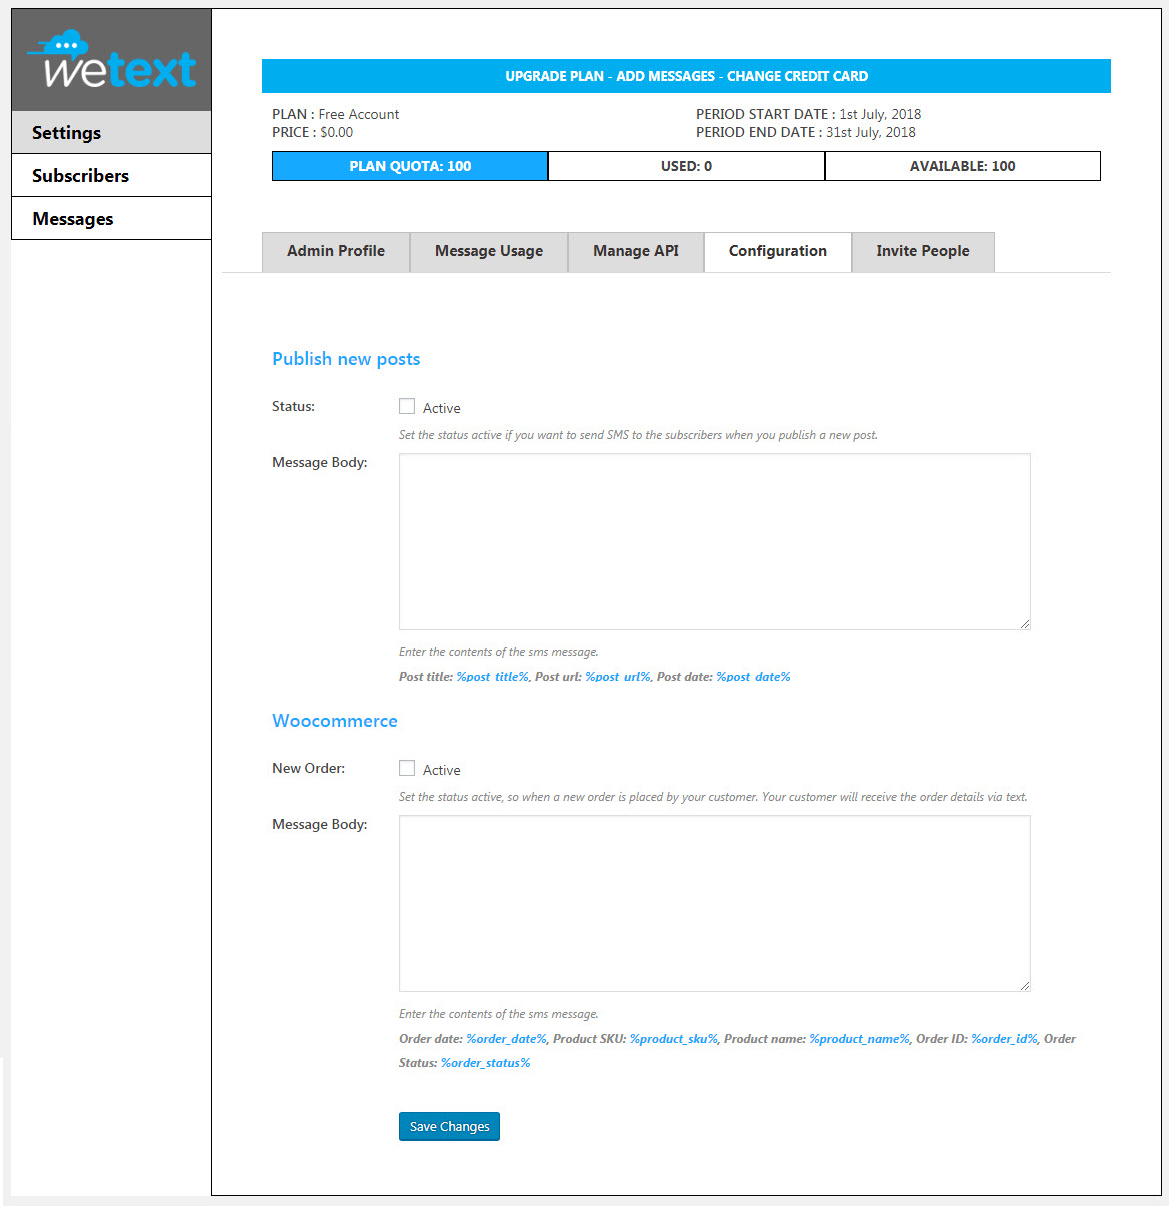 wetext
Settings
Subscribers
Messages
UPGRADE PLAN - ADD MESSAGES - CHANGE CREDIT CARD
PLAN : Free Account
PRICE : $0.00
PERIOD START DATE : 1st July, 2018
PERIOD END DATE : 31st July, 2018
PLAN QUOTA: 100 USED: 0 AVAILABLE: 100
Admin Profile Message Usage Manage API Configuration Invite People
Publish new posts
Status: Active
Set the status active if you want to send SMS to the subscribers when you publish a new post.
Message Body:
Enter the contents of the sms message.
Post title: %post_title%, Post url: %post_url%, Post date: %post_date%
Woocommerce
New Order: Active
Set the status active, so when a new order is placed by your customer. Your customer will receive the order details via text.
Message Body:
Enter the contents of the sms message.
Order date: %order_date%, Product SKU: %product_sku%, Product name: %product_name%, Order ID: %order_id%, Order
Status: %order_status%
Save Changes